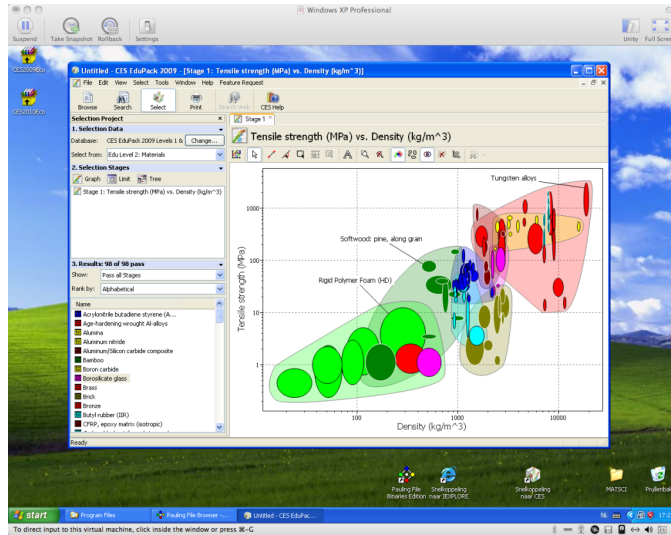 Windows XP Professional
Suspend Take Snapshot Rollback Settings Unity Full Scree
CES2009Eco
CES2010Eco
Untitled - CES EduPack 2009 - [Stage 1: Tensile strength (MPa) vs. Density (kg/m^3)]
File Edit View Select Tools Window Help Feature Request
Browse Search Select Print Search Web CES Help
Selection Project
1. Selection Data
Database: CES EduPack 2009 Levels 1 & Change...
Select from: Edu Level 2: Materials
2. Selection Stages
Graph Limit Tree
Stage 1: Tensile strength (MPa) vs. Density (kg/m^3)
3. Results: 98 of 98 pass
Show: Pass all Stages
Rank by: Alphabetical
Name
Acrylonitrile butadiene styrene (A...
Age-hardening wrought Al-alloys
Alumina
Aluminum nitride
Aluminum/Silicon carbide composite
Bamboo
Boron carbide
Borosilicate glass
Brass
Brick
Bronze
Butyl rubber (IIR)
CFRP, epoxy matrix (isotropic)
Ready
Stage 1
Tensile strength (MPa) vs. Density (kg/m^3)
Tungsten alloys
Softwood: pine, along grain
Rigid Polymer Foam (HD)
Tensile strength (MPa)
1000
100
10
1
100 1000 10000
Density (kg/m^3)
Pauling File Binaries Edition
Snelkoppeling naar IEXPLORE
Snelkoppeling naar CES
MATSCI
Prullenba
start Program Files Pauling File Browser -... Untitled - CES EduPac... NL 17:2
To direct input to this virtual machine, click inside the window or press ⌘-G